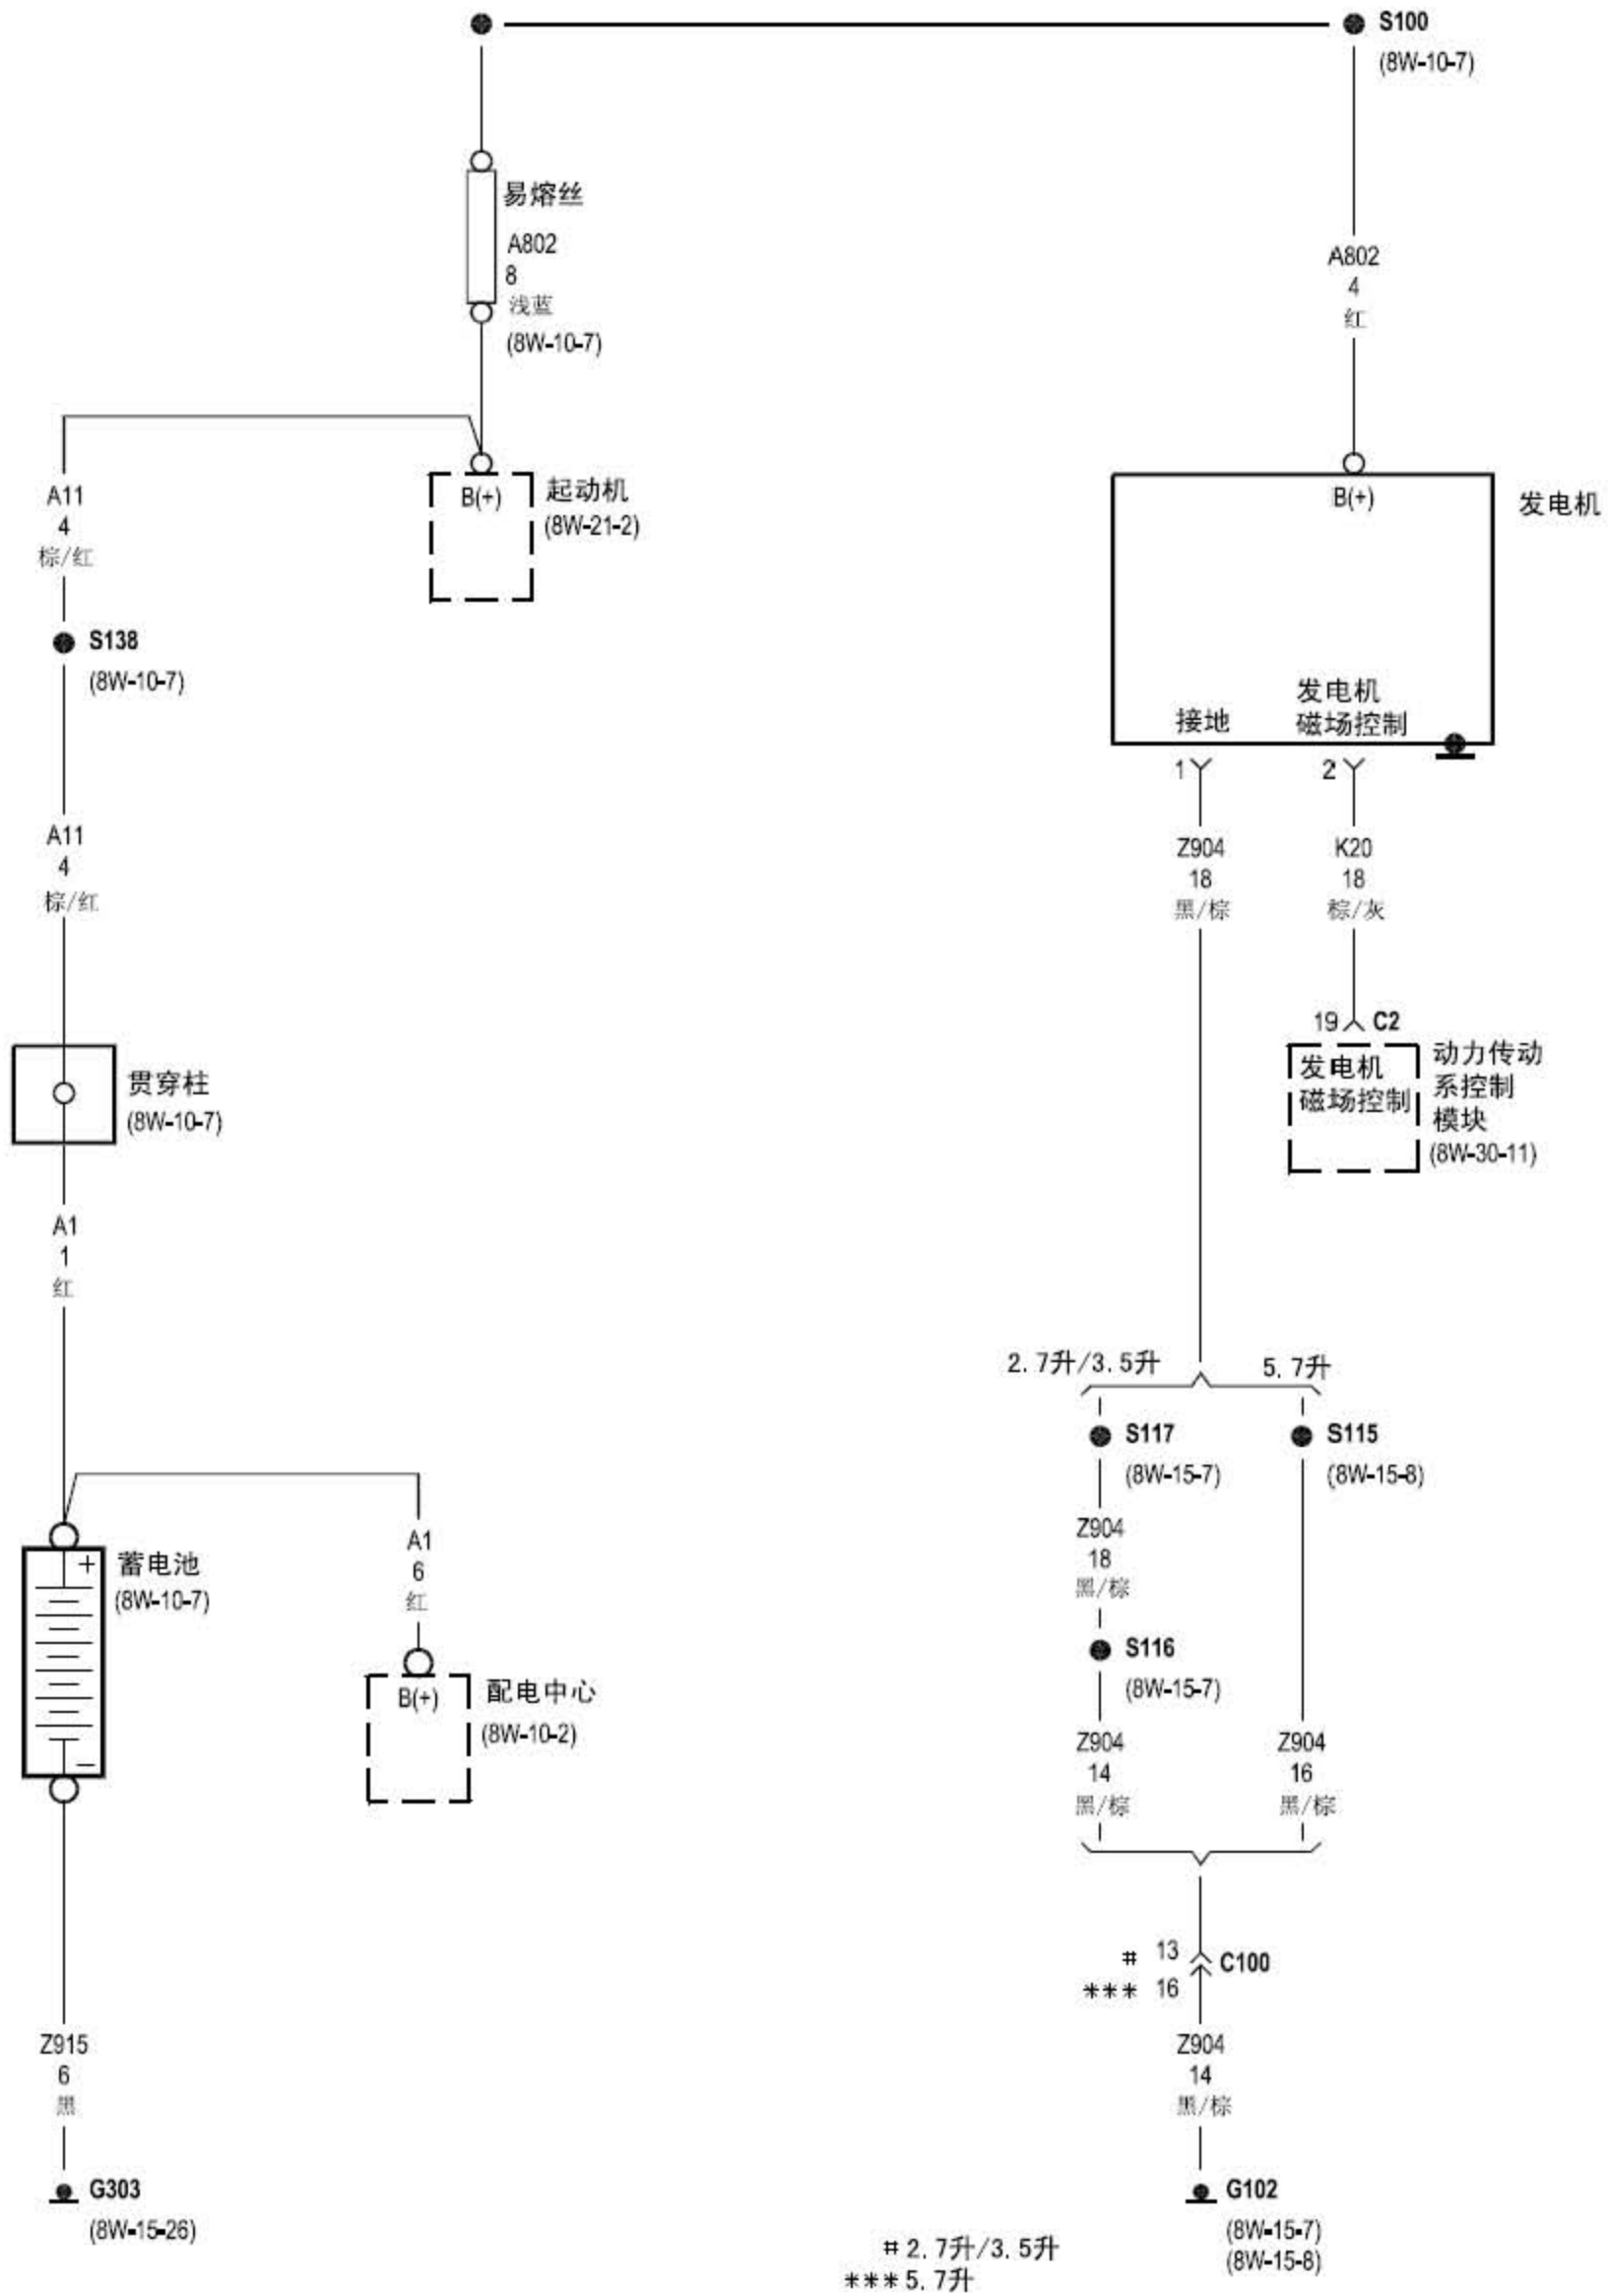 S100
(8W-10-7)
易熔丝
A802
8
浅蓝
(8W-10-7)
A802
4
红
A11
4
棕/红
B(+)
起动机
(8W-21-2)
B(+)
发电机
S138
(8W-10-7)
接地
发电机
磁场控制
1
2
A11
4
棕/红
Z904
18
黑/棕
K20
18
棕/灰
19
C2
发电机
磁场控制
动力传动
系控制
模块
(8W-30-11)
贯穿柱
(8W-10-7)
A1
1
红
2.7升/3.5升
5.7升
S117
(8W-15-7)
S115
(8W-15-8)
Z904
18
黑/棕
+
蓄电池
(8W-10-7)
−
A1
6
红
B(+)
配电中心
(8W-10-2)
S116
(8W-15-7)
Z904
14
黑/棕
Z904
16
黑/棕
# 13
*** 16
C100
Z904
14
黑/棕
Z915
6
黑
G303
(8W-15-26)
G102
(8W-15-7)
(8W-15-8)
# 2.7升/3.5升
*** 5.7升